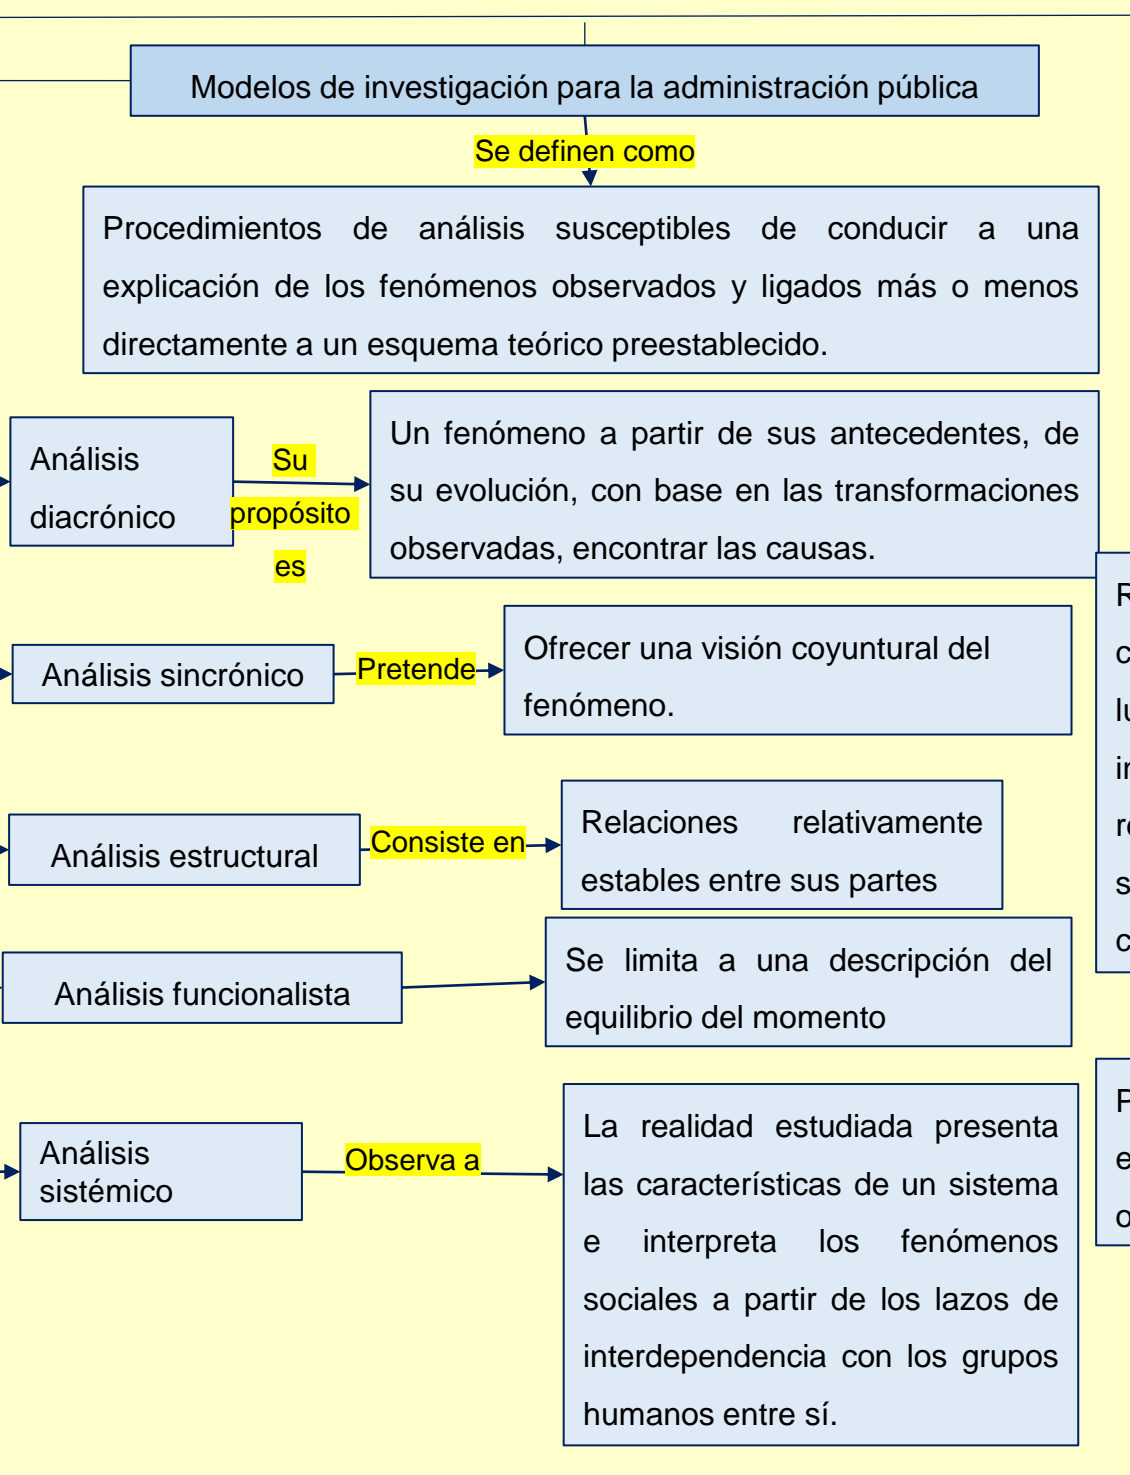 Modelos de investigación para la administración pública
Se definen como
Procedimientos de análisis susceptibles de conducir a una
explicación de los fenómenos observados y ligados más o menos
directamente a un esquema teórico preestablecido.
Análisis
diacrónico
Su
propósito
es
Un fenómeno a partir de sus antecedentes, de
su evolución, con base en las transformaciones
observadas, encontrar las causas.
Análisis sincrónico
Pretende
Ofrecer una visión coyuntural del
fenómeno.
Análisis estructural
Consiste en
Relaciones relativamente
estables entre sus partes
Análisis funcionalista
Se limita a una descripción del
equilibrio del momento
Análisis
sistémico
Observa a
La realidad estudiada presenta
las características de un sistema
e interpreta los fenómenos
sociales a partir de los lazos de
interdependencia con los grupos
humanos entre sí.